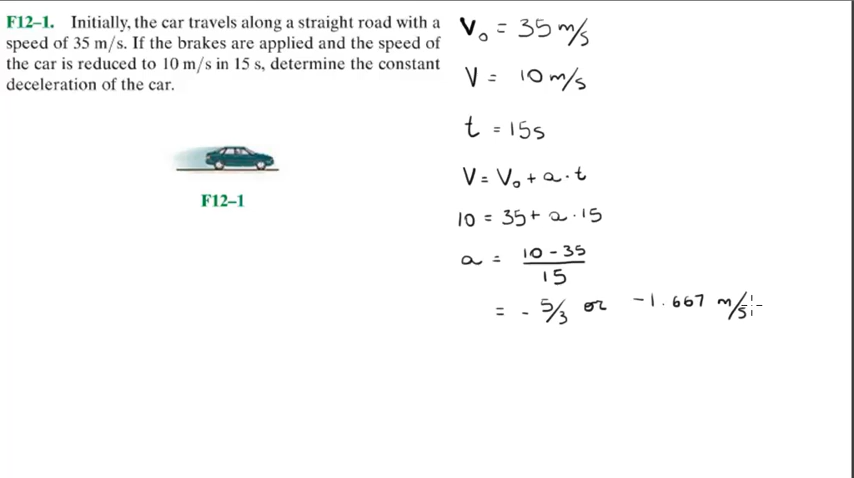 F12–1. Initially, the car travels along a straight road with a
speed of 35 m/s. If the brakes are applied and the speed of
the car is reduced to 10 m/s in 15 s, determine the constant
deceleration of the car.
F12–1
V₀ = 35 m/s
V = 10 m/s
t = 15s
V = V₀ + a · t
10 = 35 + a · 15
a = 10 - 35 / 15
= - 5/3 or -1.667 m/s